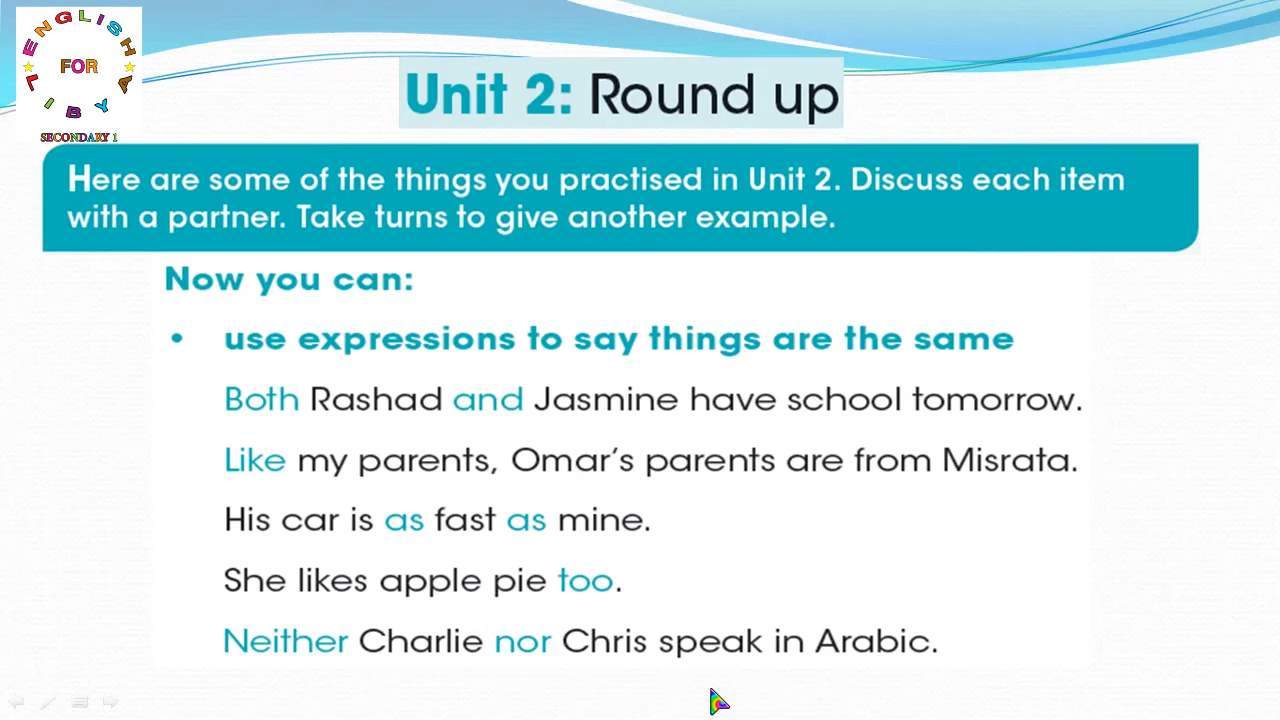 ENGLISH
FOR
LIBYA
SECONDARY 1
Unit 2: Round up
Here are some of the things you practised in Unit 2. Discuss each item
with a partner. Take turns to give another example.
Now you can:
• use expressions to say things are the same
Both Rashad and Jasmine have school tomorrow.
Like my parents, Omar's parents are from Misrata.
His car is as fast as mine.
She likes apple pie too.
Neither Charlie nor Chris speak in Arabic.